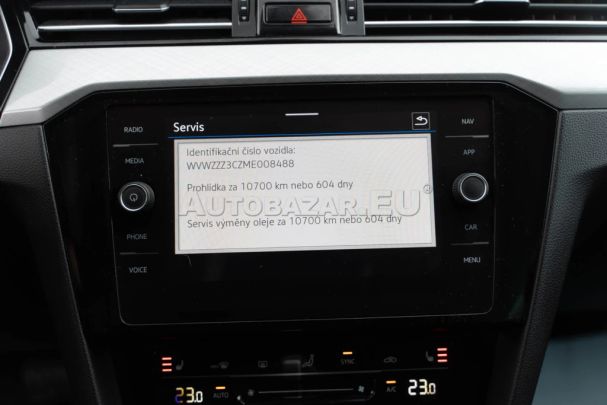 RADIO
Servis
NAV
Identifikační číslo vozidla:
WVWZZZ3CZME008488
MEDIA
APP
Prohlídka za 10700 km nebo 604 dny
AUTOBAZAR.EU
Servis výměny oleje za 10700 km nebo 604 dny
PHONE
CAR
VOICE
MENU
SYNC
23.0
AUTO
A/C
23.0